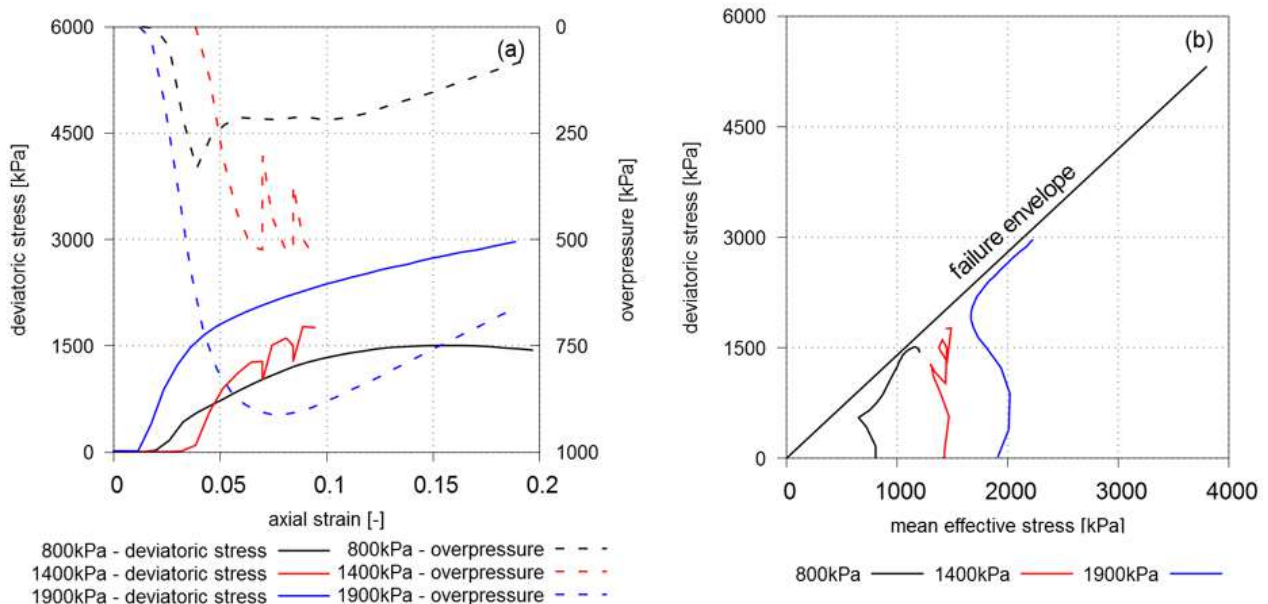 (a)
6000
4500
3000
1500
0
deviatoric stress [kPa]
0
250
500
750
1000
overpressure [kPa]
0 0.05 0.1 0.15 0.2
axial strain [-]
800kPa - deviatoric stress 800kPa - overpressure
1400kPa - deviatoric stress 1400kPa - overpressure
1900kPa - deviatoric stress 1900kPa - overpressure
(b)
6000
4500
3000
1500
0
deviatoric stress [kPa]
failure envelope
0 1000 2000 3000 4000
mean effective stress [kPa]
800kPa 1400kPa 1900kPa